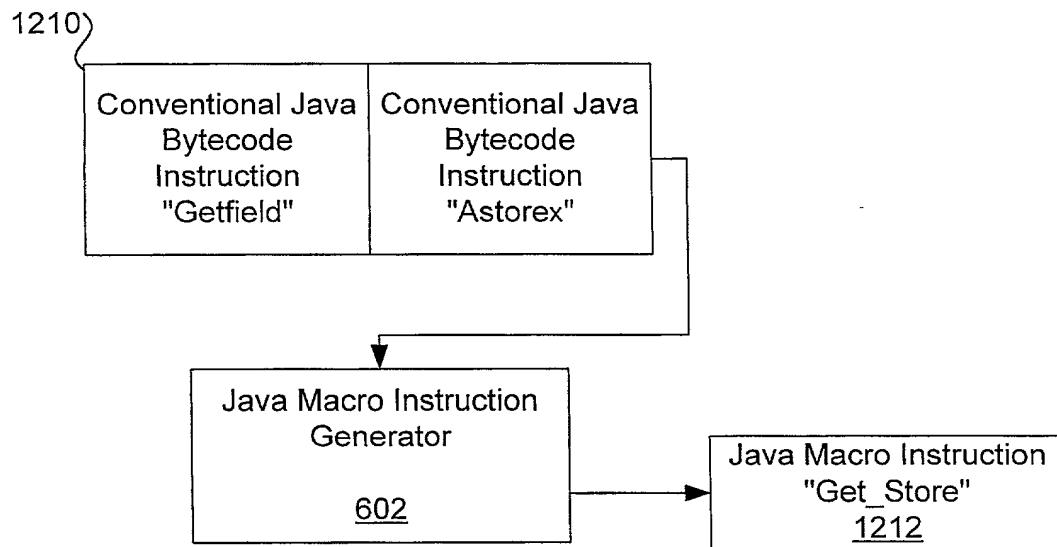 1210
Conventional Java
Bytecode
Instruction
"Getfield"
Conventional Java
Bytecode
Instruction
"Astorex"
Java Macro Instruction
Generator
602
Java Macro Instruction
"Get_Store"
1212